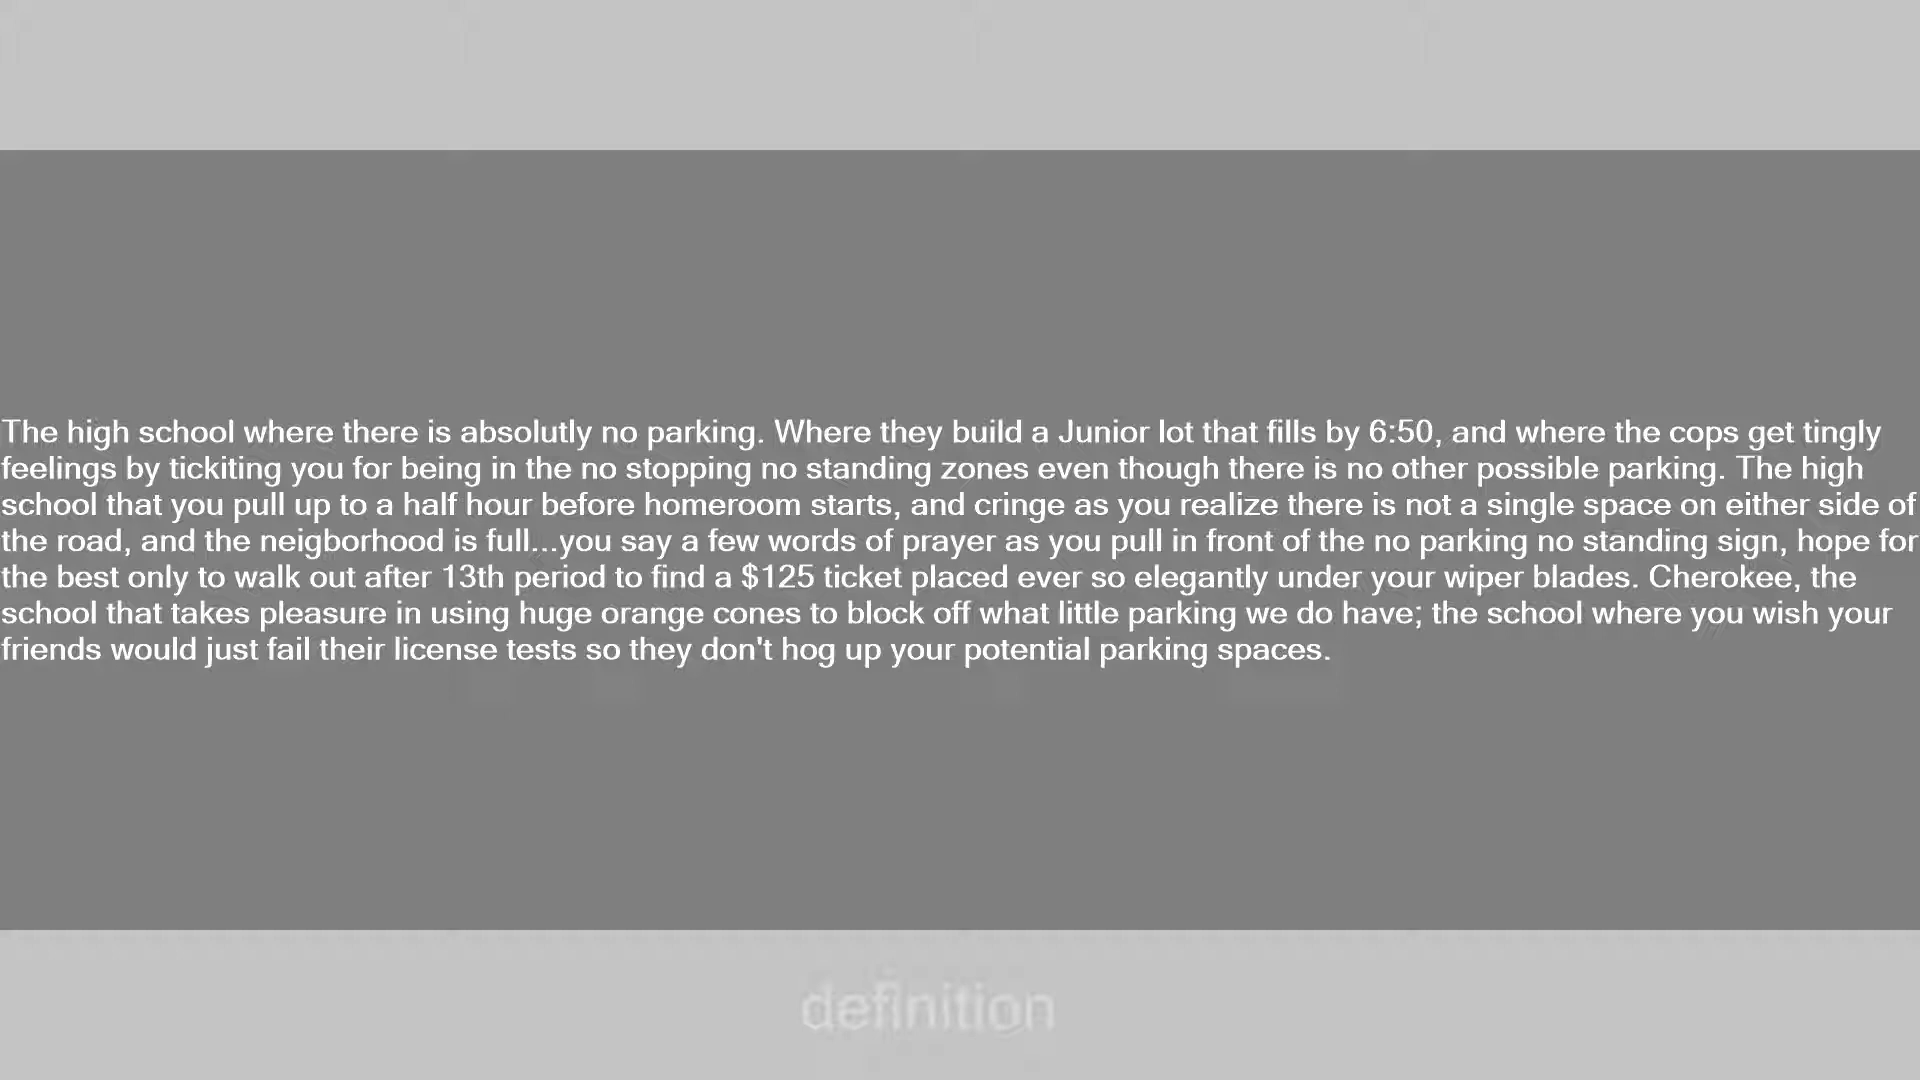 The high school where there is absolutly no parking. Where they build a Junior lot that fills by 6:50, and where the cops get tingly
feelings by tickiting you for being in the no stopping no standing zones even though there is no other possible parking. The high
school that you pull up to a half hour before homeroom starts, and cringe as you realize there is not a single space on either side of
the road, and the neigborhood is full...you say a few words of prayer as you pull in front of the no parking no standing sign, hope for
the best only to walk out after 13th period to find a $125 ticket placed ever so elegantly under your wiper blades. Cherokee, the
school that takes pleasure in using huge orange cones to block off what little parking we do have; the school where you wish your
friends would just fail their license tests so they don't hog up your potential parking spaces.
definition